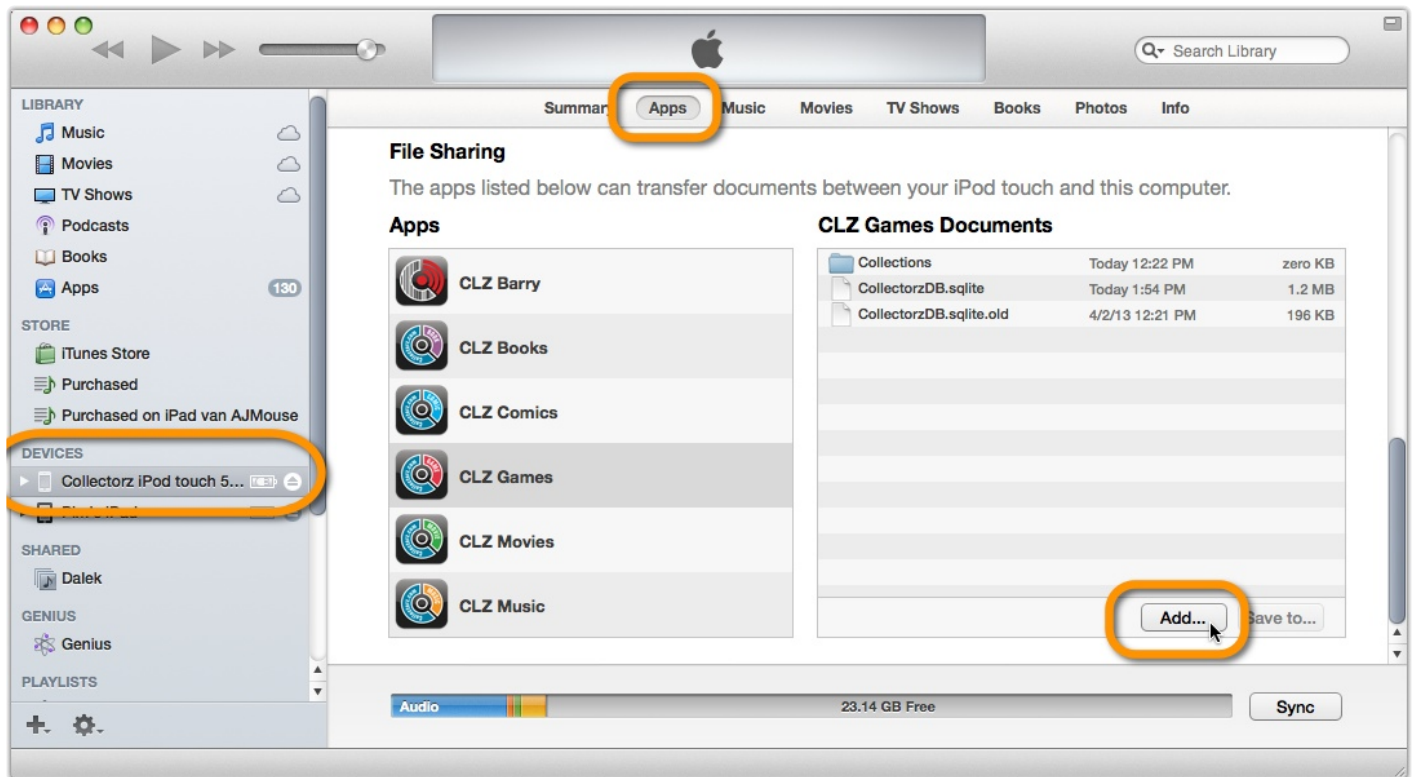 Search Library
LIBRARY
Music
Movies
TV Shows
Podcasts
Books
Apps 130
STORE
iTunes Store
Purchased
Purchased on iPad van AJMouse
DEVICES
Collectorz iPod touch 5...
SHARED
Dalek
GENIUS
Genius
PLAYLISTS
Summary Apps Music Movies TV Shows Books Photos Info
File Sharing
The apps listed below can transfer documents between your iPod touch and this computer.
Apps
CLZ Barry
CLZ Books
CLZ Comics
CLZ Games
CLZ Movies
CLZ Music
CLZ Games Documents
Collections Today 12:22 PM zero KB
CollectorzDB.sqlite Today 1:54 PM 1.2 MB
CollectorzDB.sqlite.old 4/2/13 12:21 PM 196 KB
Add... Save to...
Audio 23.14 GB Free Sync